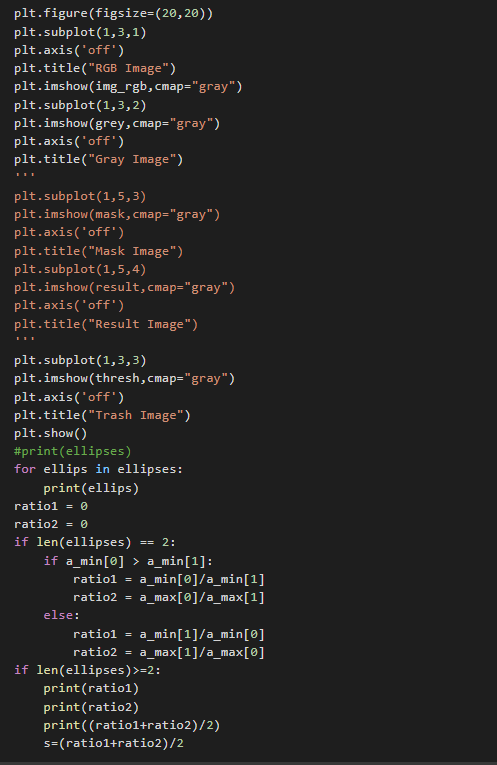 plt.figure(figsize=(20,20))
plt.subplot(1,3,1)
plt.axis('off')
plt.title("RGB Image")
plt.imshow(img_rgb,cmap="gray")
plt.subplot(1,3,2)
plt.imshow(grey,cmap="gray")
plt.axis('off')
plt.title("Gray Image")
'''
plt.subplot(1,5,3)
plt.imshow(mask,cmap="gray")
plt.axis('off')
plt.title("Mask Image")
plt.subplot(1,5,4)
plt.imshow(result,cmap="gray")
plt.axis('off')
plt.title("Result Image")
'''
plt.subplot(1,3,3)
plt.imshow(thresh,cmap="gray")
plt.axis('off')
plt.title("Trash Image")
plt.show()
#print(ellipses)
for ellips in ellipses:
    print(ellips)
ratio1 = 0
ratio2 = 0
if len(ellipses) == 2:
    if a_min[0] > a_min[1]:
        ratio1 = a_min[0]/a_min[1]
        ratio2 = a_max[0]/a_max[1]
    else:
        ratio1 = a_min[1]/a_min[0]
        ratio2 = a_max[1]/a_max[0]
if len(ellipses)>=2:
    print(ratio1)
    print(ratio2)
    print((ratio1+ratio2)/2)
    s=(ratio1+ratio2)/2